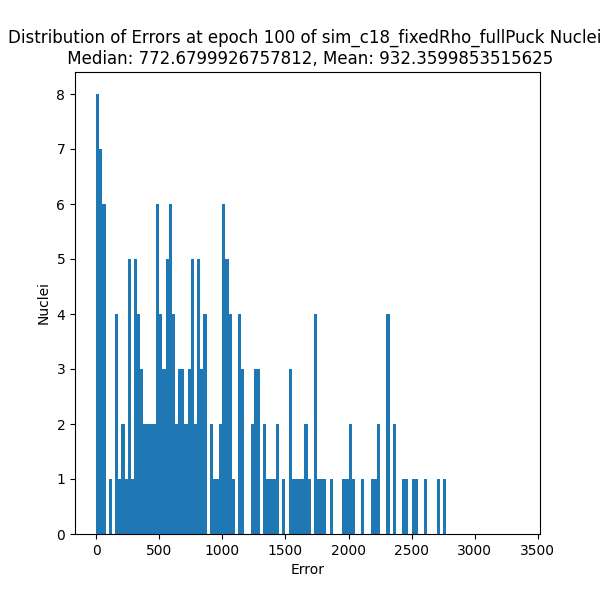 Distribution of Errors at epoch 100 of sim_c18_fixedRho_fullPuck Nuclei
Median: 772.6799926757812, Mean: 932.3599853515625
8
7
6
5
4
3
2
1
0
Nuclei
0 500 1000 1500 2000 2500 3000 3500
Error